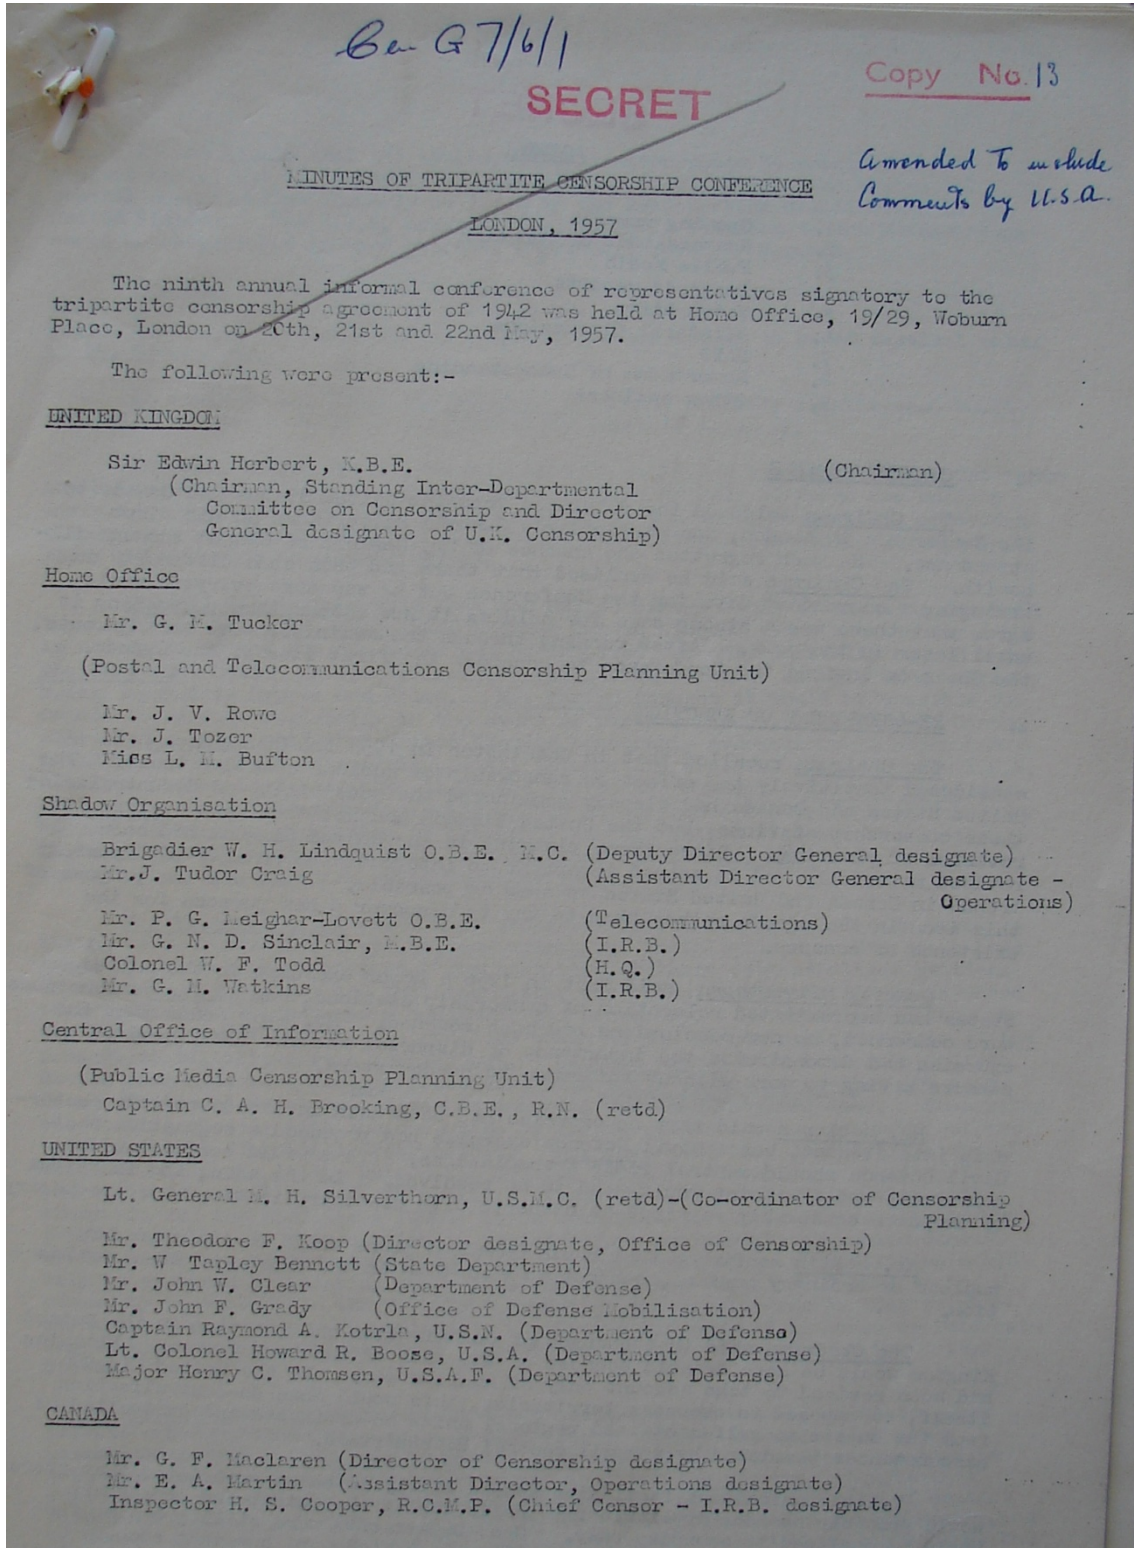 Cen G 7/6/1
SECRET
Copy No. 13
Amended to include
Comments by U.S.A.
MINUTES OF TRIPARTITE CENSORSHIP CONFERENCE
LONDON, 1957
The ninth annual informal conference of representatives signatory to the
tripartite censorship agreement of 1942 was held at Home Office, 19/29, Woburn
Place, London on 20th, 21st and 22nd May, 1957.
The following were present:-
UNITED KINGDOM
Sir Edwin Herbert, K.B.E. (Chairman)
(Chairman, Standing Inter-Departmental
Committee on Censorship and Director
General designate of U.K. Censorship)
Home Office
Mr. G. M. Tucker
(Postal and Telecommunications Censorship Planning Unit)
Mr. J. V. Rowe
Mr. J. Tozer
Miss L. M. Bufton
Shadow Organisation
Brigadier W. H. Lindquist O.B.E. M.C. (Deputy Director General designate)
Mr.J. Tudor Craig (Assistant Director General designate -
Operations)
Mr. P. G. Leighar-Lovett O.B.E. (Telecommunications)
Mr. G. N. D. Sinclair, M.B.E. (I.R.B.)
Colonel W. F. Todd (H.Q.)
Mr. G. M. Watkins (I.R.B.)
Central Office of Information
(Public Media Censorship Planning Unit)
Captain C. A. H. Brooking, C.B.E., R.N. (retd)
UNITED STATES
Lt. General M. H. Silverthorn, U.S.M.C. (retd)-(Co-ordinator of Censorship
Planning)
Mr. Theodore F. Koop (Director designate, Office of Censorship)
Mr. W Tapley Bennett (State Department)
Mr. John W. Clear (Department of Defense)
Mr. John F. Grady (Office of Defense Mobilisation)
Captain Raymond A. Kotrla, U.S.N. (Department of Defense)
Lt. Colonel Howard R. Boose, U.S.A. (Department of Defense)
Major Henry C. Thomsen, U.S.A.F. (Department of Defense)
CANADA
Mr. G. F. Maclaren (Director of Censorship designate)
Mr. E. A. Martin (Assistant Director, Operations designate)
Inspector H. S. Cooper, R.C.M.P. (Chief Censor - I.R.B. designate)